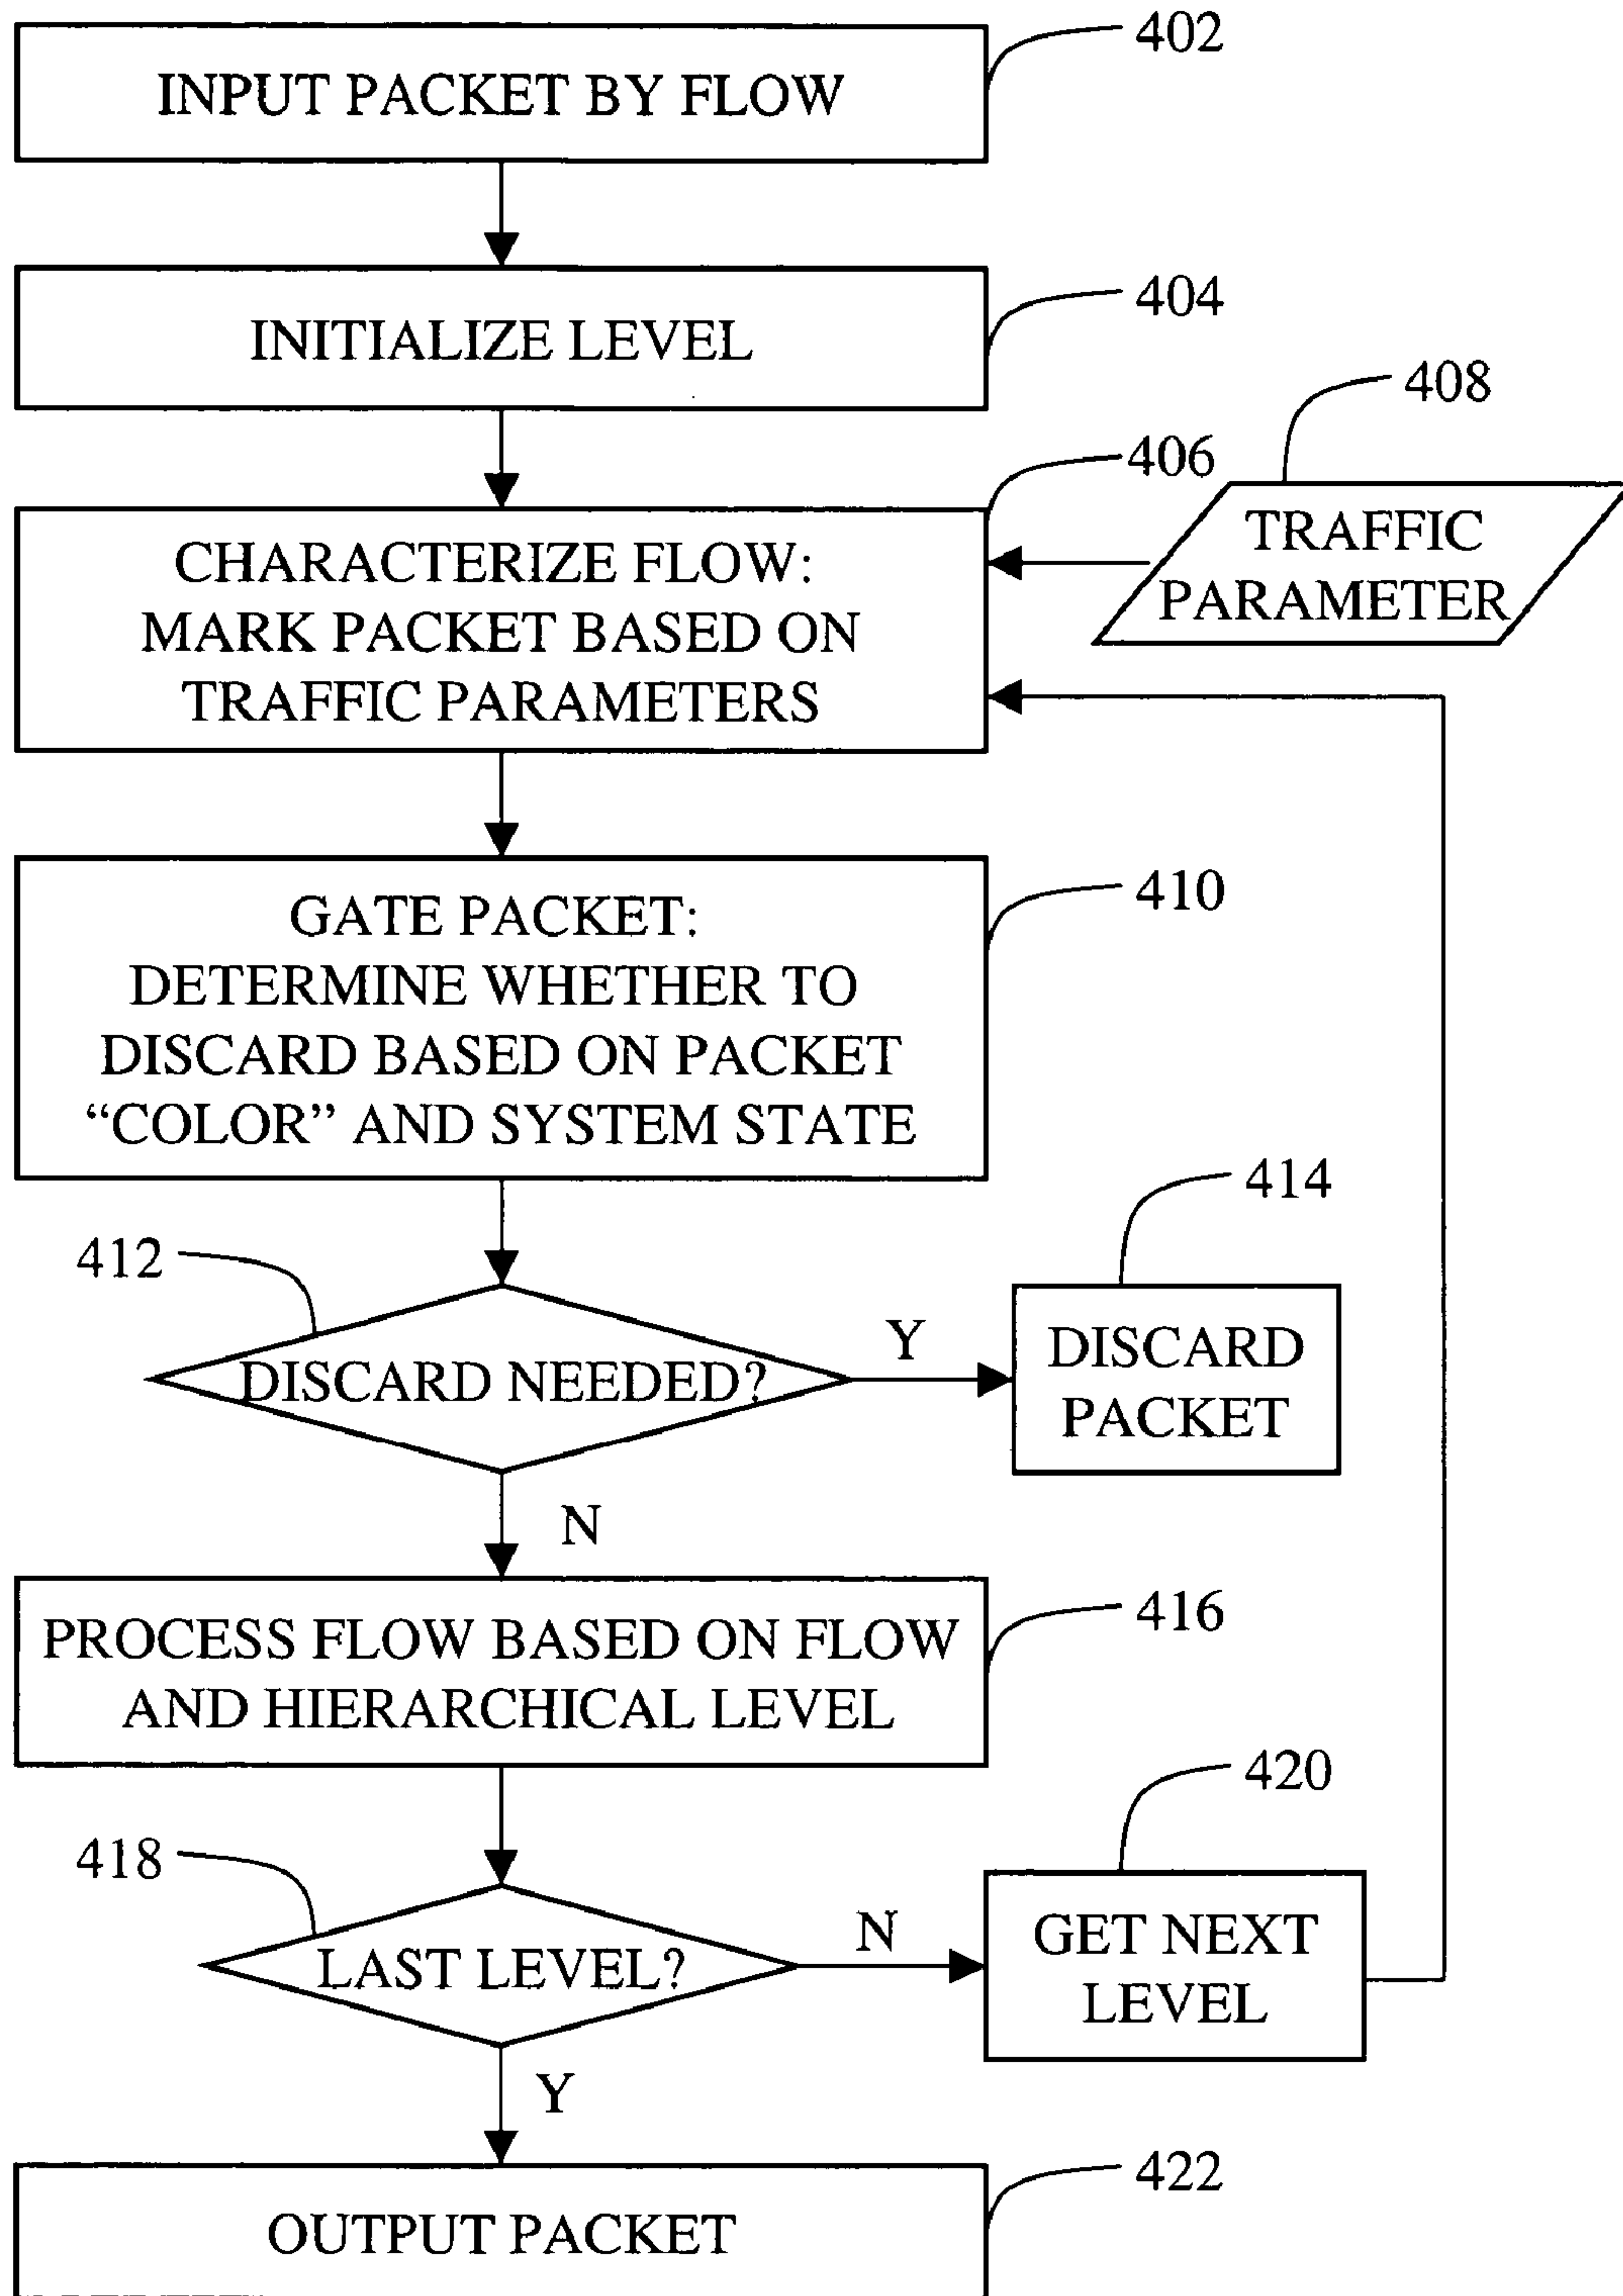 402
INPUT PACKET BY FLOW
404
INITIALIZE LEVEL
408
406
TRAFFIC
PARAMETER
CHARACTERIZE FLOW:
MARK PACKET BASED ON
TRAFFIC PARAMETERS
410
GATE PACKET:
DETERMINE WHETHER TO
DISCARD BASED ON PACKET
“COLOR” AND SYSTEM STATE
414
412
DISCARD NEEDED?
Y
DISCARD
PACKET
N
416
PROCESS FLOW BASED ON FLOW
AND HIERARCHICAL LEVEL
420
418
LAST LEVEL?
N
GET NEXT
LEVEL
Y
422
OUTPUT PACKET